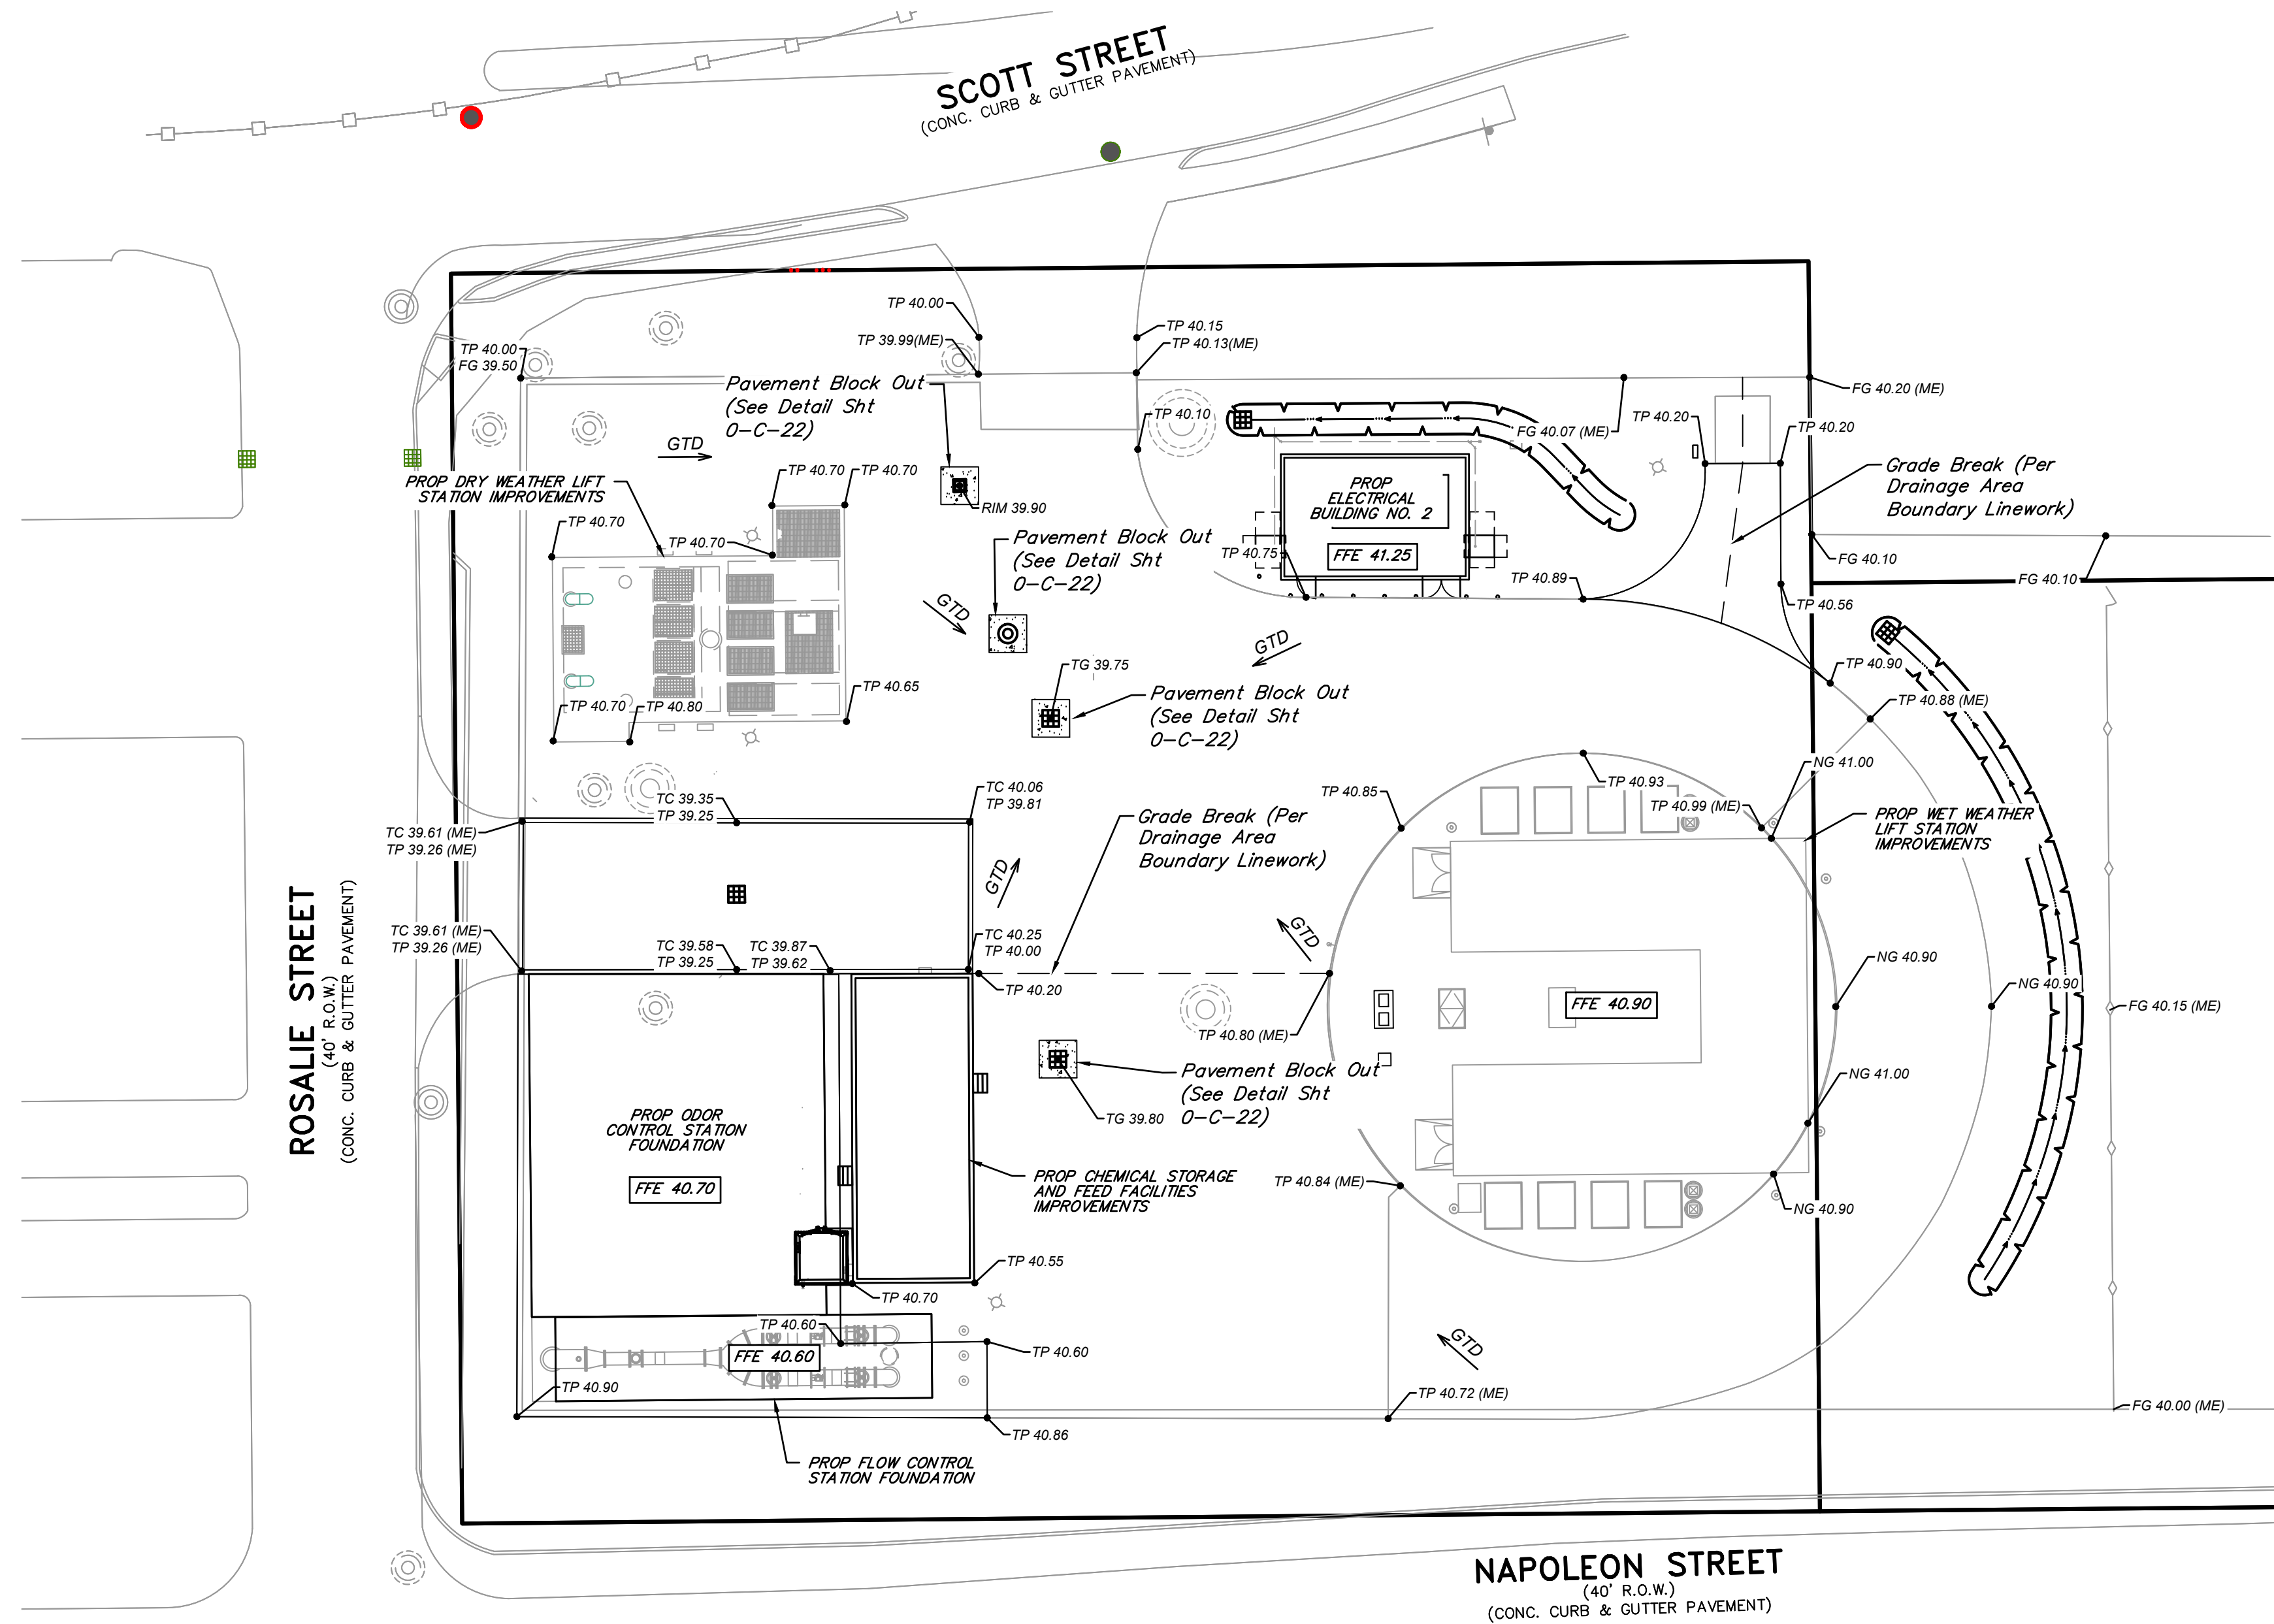 SCOTT STREET
(CONC. CURB & GUTTER PAVEMENT)
TP 40.00
TP 39.99(ME)
TP 40.15
TP 40.13(ME)
TP 40.00
FG 39.50
Pavement Block Out
(See Detail Sht
0-C-22)
FG 40.20 (ME)
TP 40.10
TP 40.20
TP 40.20
FG 40.07 (ME)
GTD
Grade Break (Per
Drainage Area
Boundary Linework)
PROP DRY WEATHER LIFT
STATION IMPROVEMENTS
TP 40.70
TP 40.70
PROP
ELECTRICAL
BUILDING NO. 2
RIM 39.90
TP 40.70
TP 40.70
Pavement Block Out
(See Detail Sht
0-C-22)
TP 40.75
FFE 41.25
FG 40.10
TP 40.89
FG 40.10
TP 40.56
GTD
GTD
TG 39.75
TP 40.90
TP 40.65
TP 40.70
TP 40.80
Pavement Block Out
(See Detail Sht
0-C-22)
TP 40.88 (ME)
NG 41.00
TP 40.93
TC 39.35
TP 39.25
TC 40.06
TP 39.81
TP 40.85
TP 40.99 (ME)
TC 39.61 (ME)
TP 39.26 (ME)
Grade Break (Per
Drainage Area
Boundary Linework)
PROP WET WEATHER
LIFT STATION
IMPROVEMENTS
GTD
ROSALIE STREET
(40' R.O.W.)
(CONC. CURB & GUTTER PAVEMENT)
TC 39.61 (ME)
TP 39.26 (ME)
TC 39.58
TP 39.25
TC 39.87
TP 39.62
TC 40.25
TP 40.00
GTD
NG 40.90
TP 40.20
NG 40.90
FFE 40.90
FG 40.15 (ME)
TP 40.80 (ME)
Pavement Block Out
(See Detail Sht
0-C-22)
NG 41.00
TG 39.80
PROP ODOR
CONTROL STATION
FOUNDATION
FFE 40.70
PROP CHEMICAL STORAGE
AND FEED FACILITIES
IMPROVEMENTS
TP 40.84 (ME)
NG 40.90
TP 40.55
TP 40.70
TP 40.60
FFE 40.60
TP 40.60
GTD
TP 40.90
TP 40.72 (ME)
FG 40.00 (ME)
TP 40.86
PROP FLOW CONTROL
STATION FOUNDATION
NAPOLEON STREET
(40' R.O.W.)
(CONC. CURB & GUTTER PAVEMENT)